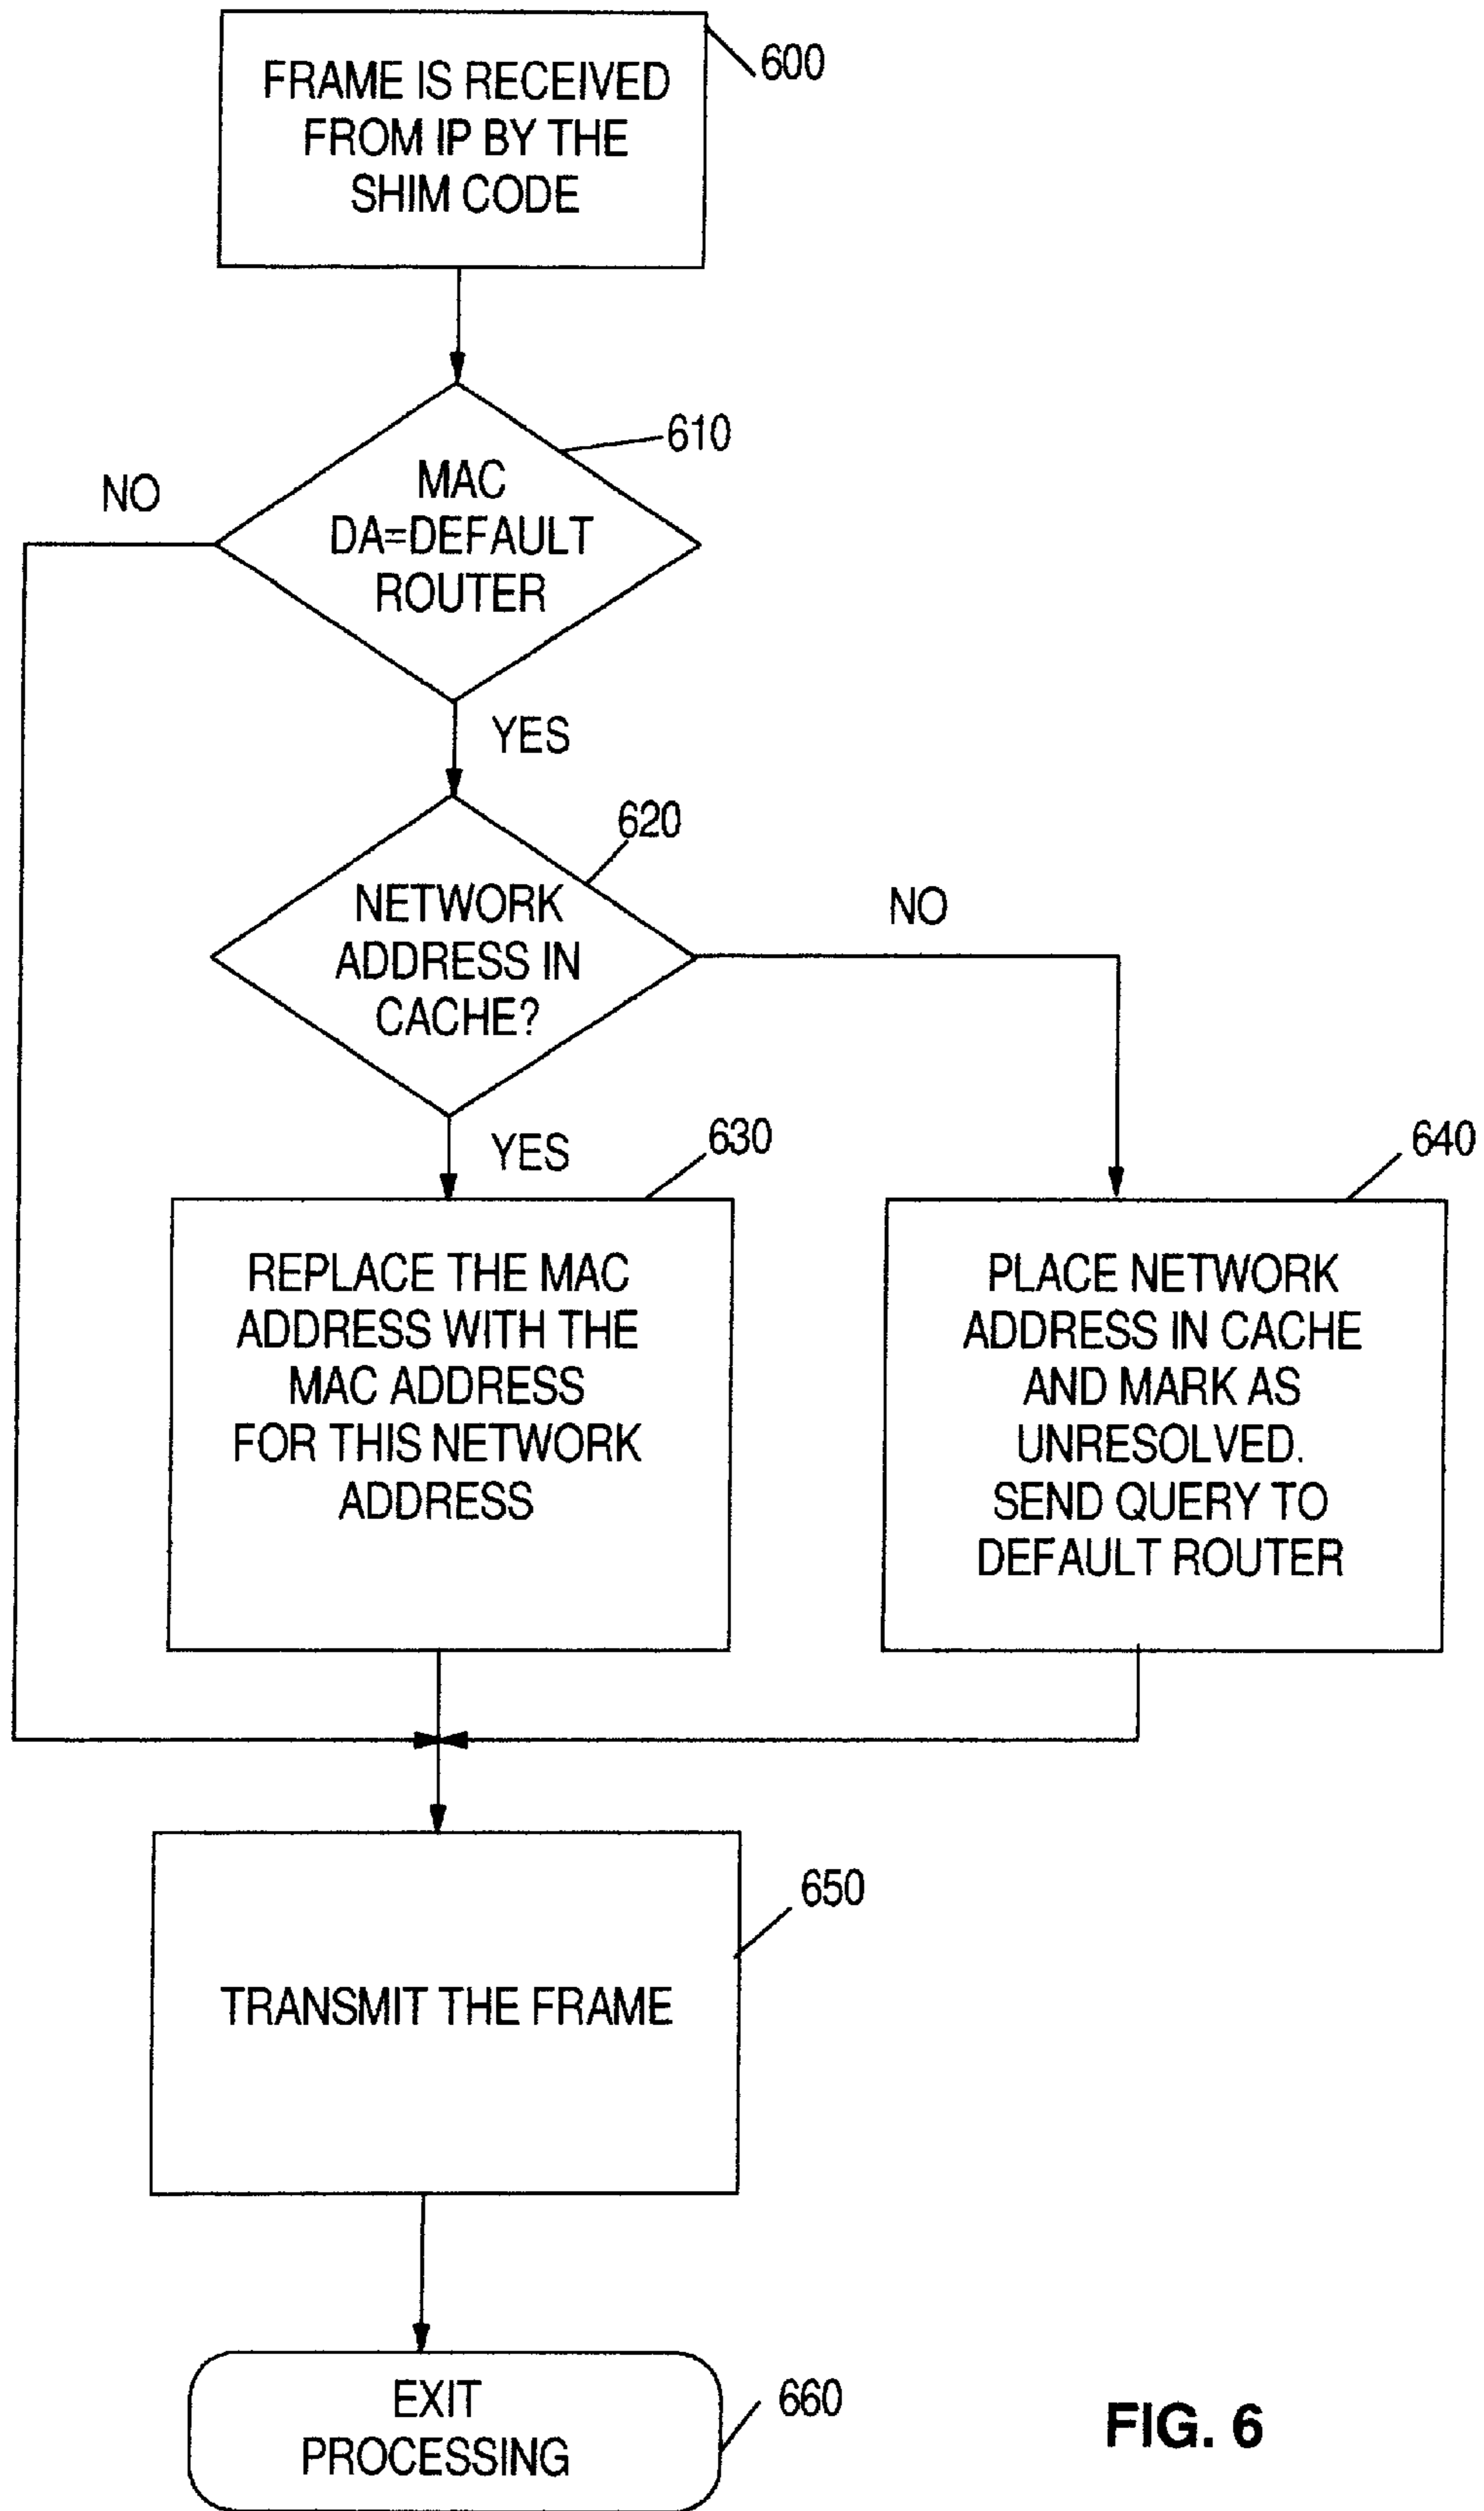 FRAME IS RECEIVED
FROM IP BY THE
SHIM CODE
600
MAC
DA=DEFAULT
ROUTER
610
NO
YES
NETWORK
ADDRESS IN
CACHE?
620
NO
YES
REPLACE THE MAC
ADDRESS WITH THE
MAC ADDRESS
FOR THIS NETWORK
ADDRESS
630
PLACE NETWORK
ADDRESS IN CACHE
AND MARK AS
UNRESOLVED.
SEND QUERY TO
DEFAULT ROUTER
640
TRANSMIT THE FRAME
650
EXIT
PROCESSING
660
FIG. 6